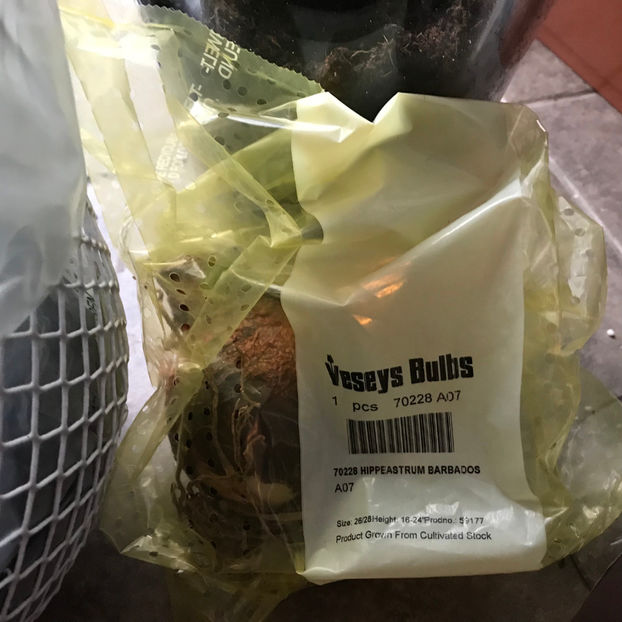 Veseys Bulbs
1 pcs 70228 A07
70228 HIPPEASTRUM BARBADOS
A07
Size: 26/28 Height: 16-24" Prodno.: 59177
Product Grown From Cultivated Stock